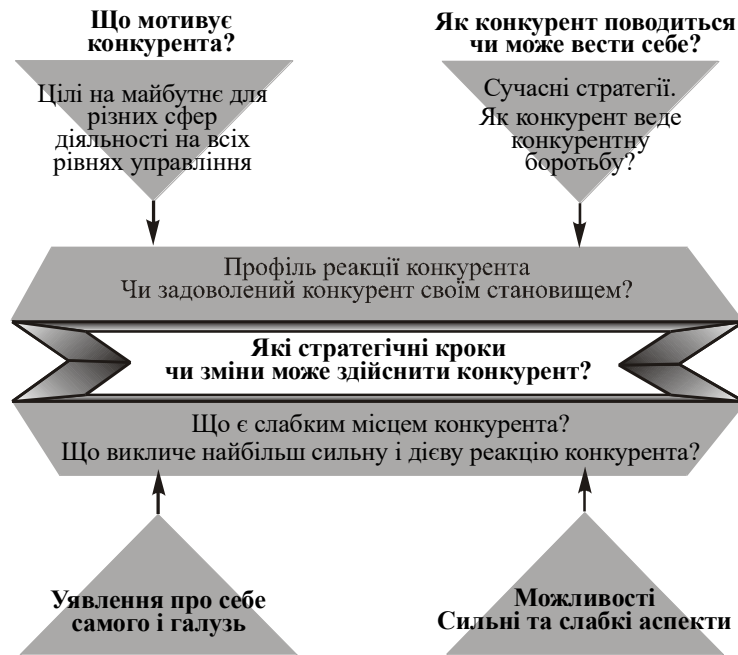 Що мотивує
конкурента?
Цілі на майбутнє для
різних сфер
діяльності на всіх
рівнях управління
Як конкурент поводиться
чи може вести себе?
Сучасні стратегії.
Як конкурент веде
конкурентну
боротьбу?
Профіль реакції конкурента
Чи задоволений конкурент своїм становищем?
Які стратегічні кроки
чи зміни може здійснити конкурент?
Що є слабким місцем конкурента?
Що викличе найбільш сильну і дієву реакцію конкурента?
Уявлення про себе
самого і галузь
Можливості
Сильні та слабкі аспекти